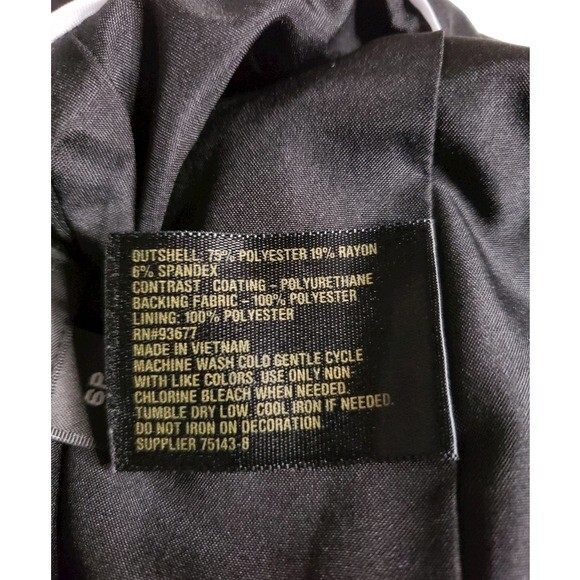 OUTSHELL: 75% POLYESTER 19% RAYON
6% SPANDEX
CONTRAST : COATING - POLYURETHANE
BACKING FABRIC - 100% POLYESTER
LINING: 100% POLYESTER
RN#93677
MADE IN VIETNAM
MACHINE WASH COLD GENTLE CYCLE
WITH LIKE COLORS. USE ONLY NON-
CHLORINE BLEACH WHEN NEEDED.
TUMBLE DRY LOW. COOL IRON IF NEEDED.
DO NOT IRON ON DECORATION.
SUPPLIER 75143-8
6P